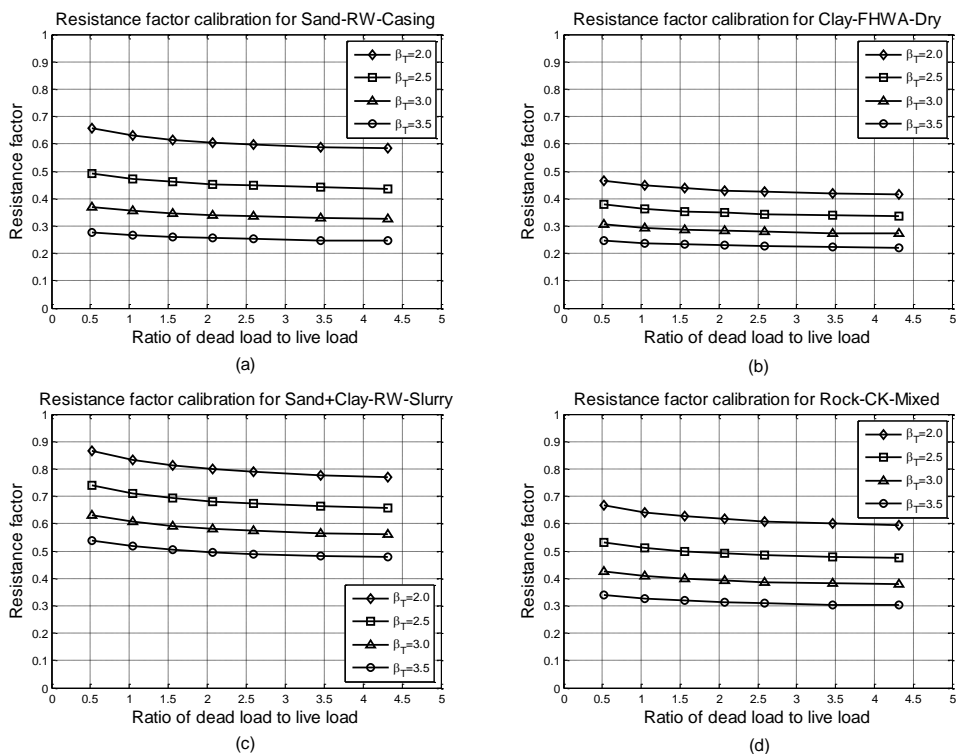 Resistance factor calibration for Sand-RW-Casing
1
0.9
0.8
0.7
0.6
0.5
0.4
0.3
0.2
0.1
0
Resistance factor
β_T=2.0
β_T=2.5
β_T=3.0
β_T=3.5
0 0.5 1 1.5 2 2.5 3 3.5 4 4.5 5
Ratio of dead load to live load
(a)
Resistance factor calibration for Clay-FHWA-Dry
1
0.9
0.8
0.7
0.6
0.5
0.4
0.3
0.2
0.1
0
Resistance factor
β_T=2.0
β_T=2.5
β_T=3.0
β_T=3.5
0 0.5 1 1.5 2 2.5 3 3.5 4 4.5 5
Ratio of dead load to live load
(b)
Resistance factor calibration for Sand+Clay-RW-Slurry
1
0.9
0.8
0.7
0.6
0.5
0.4
0.3
0.2
0.1
0
Resistance factor
β_T=2.0
β_T=2.5
β_T=3.0
β_T=3.5
0 0.5 1 1.5 2 2.5 3 3.5 4 4.5 5
Ratio of dead load to live load
(c)
Resistance factor calibration for Rock-CK-Mixed
1
0.9
0.8
0.7
0.6
0.5
0.4
0.3
0.2
0.1
0
Resistance factor
β_T=2.0
β_T=2.5
β_T=3.0
β_T=3.5
0 0.5 1 1.5 2 2.5 3 3.5 4 4.5 5
Ratio of dead load to live load
(d)